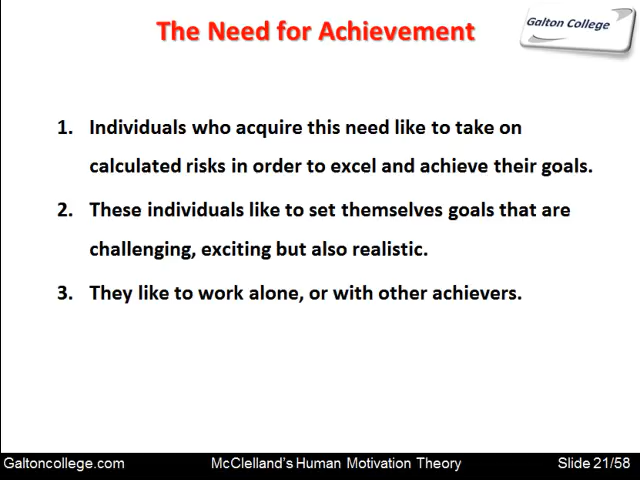 The Need for Achievement
Galton College
1. Individuals who acquire this need like to take on
calculated risks in order to excel and achieve their goals.
2. These individuals like to set themselves goals that are
challenging, exciting but also realistic.
3. They like to work alone, or with other achievers.
Galtoncollege.com McClelland's Human Motivation Theory Slide 21/58